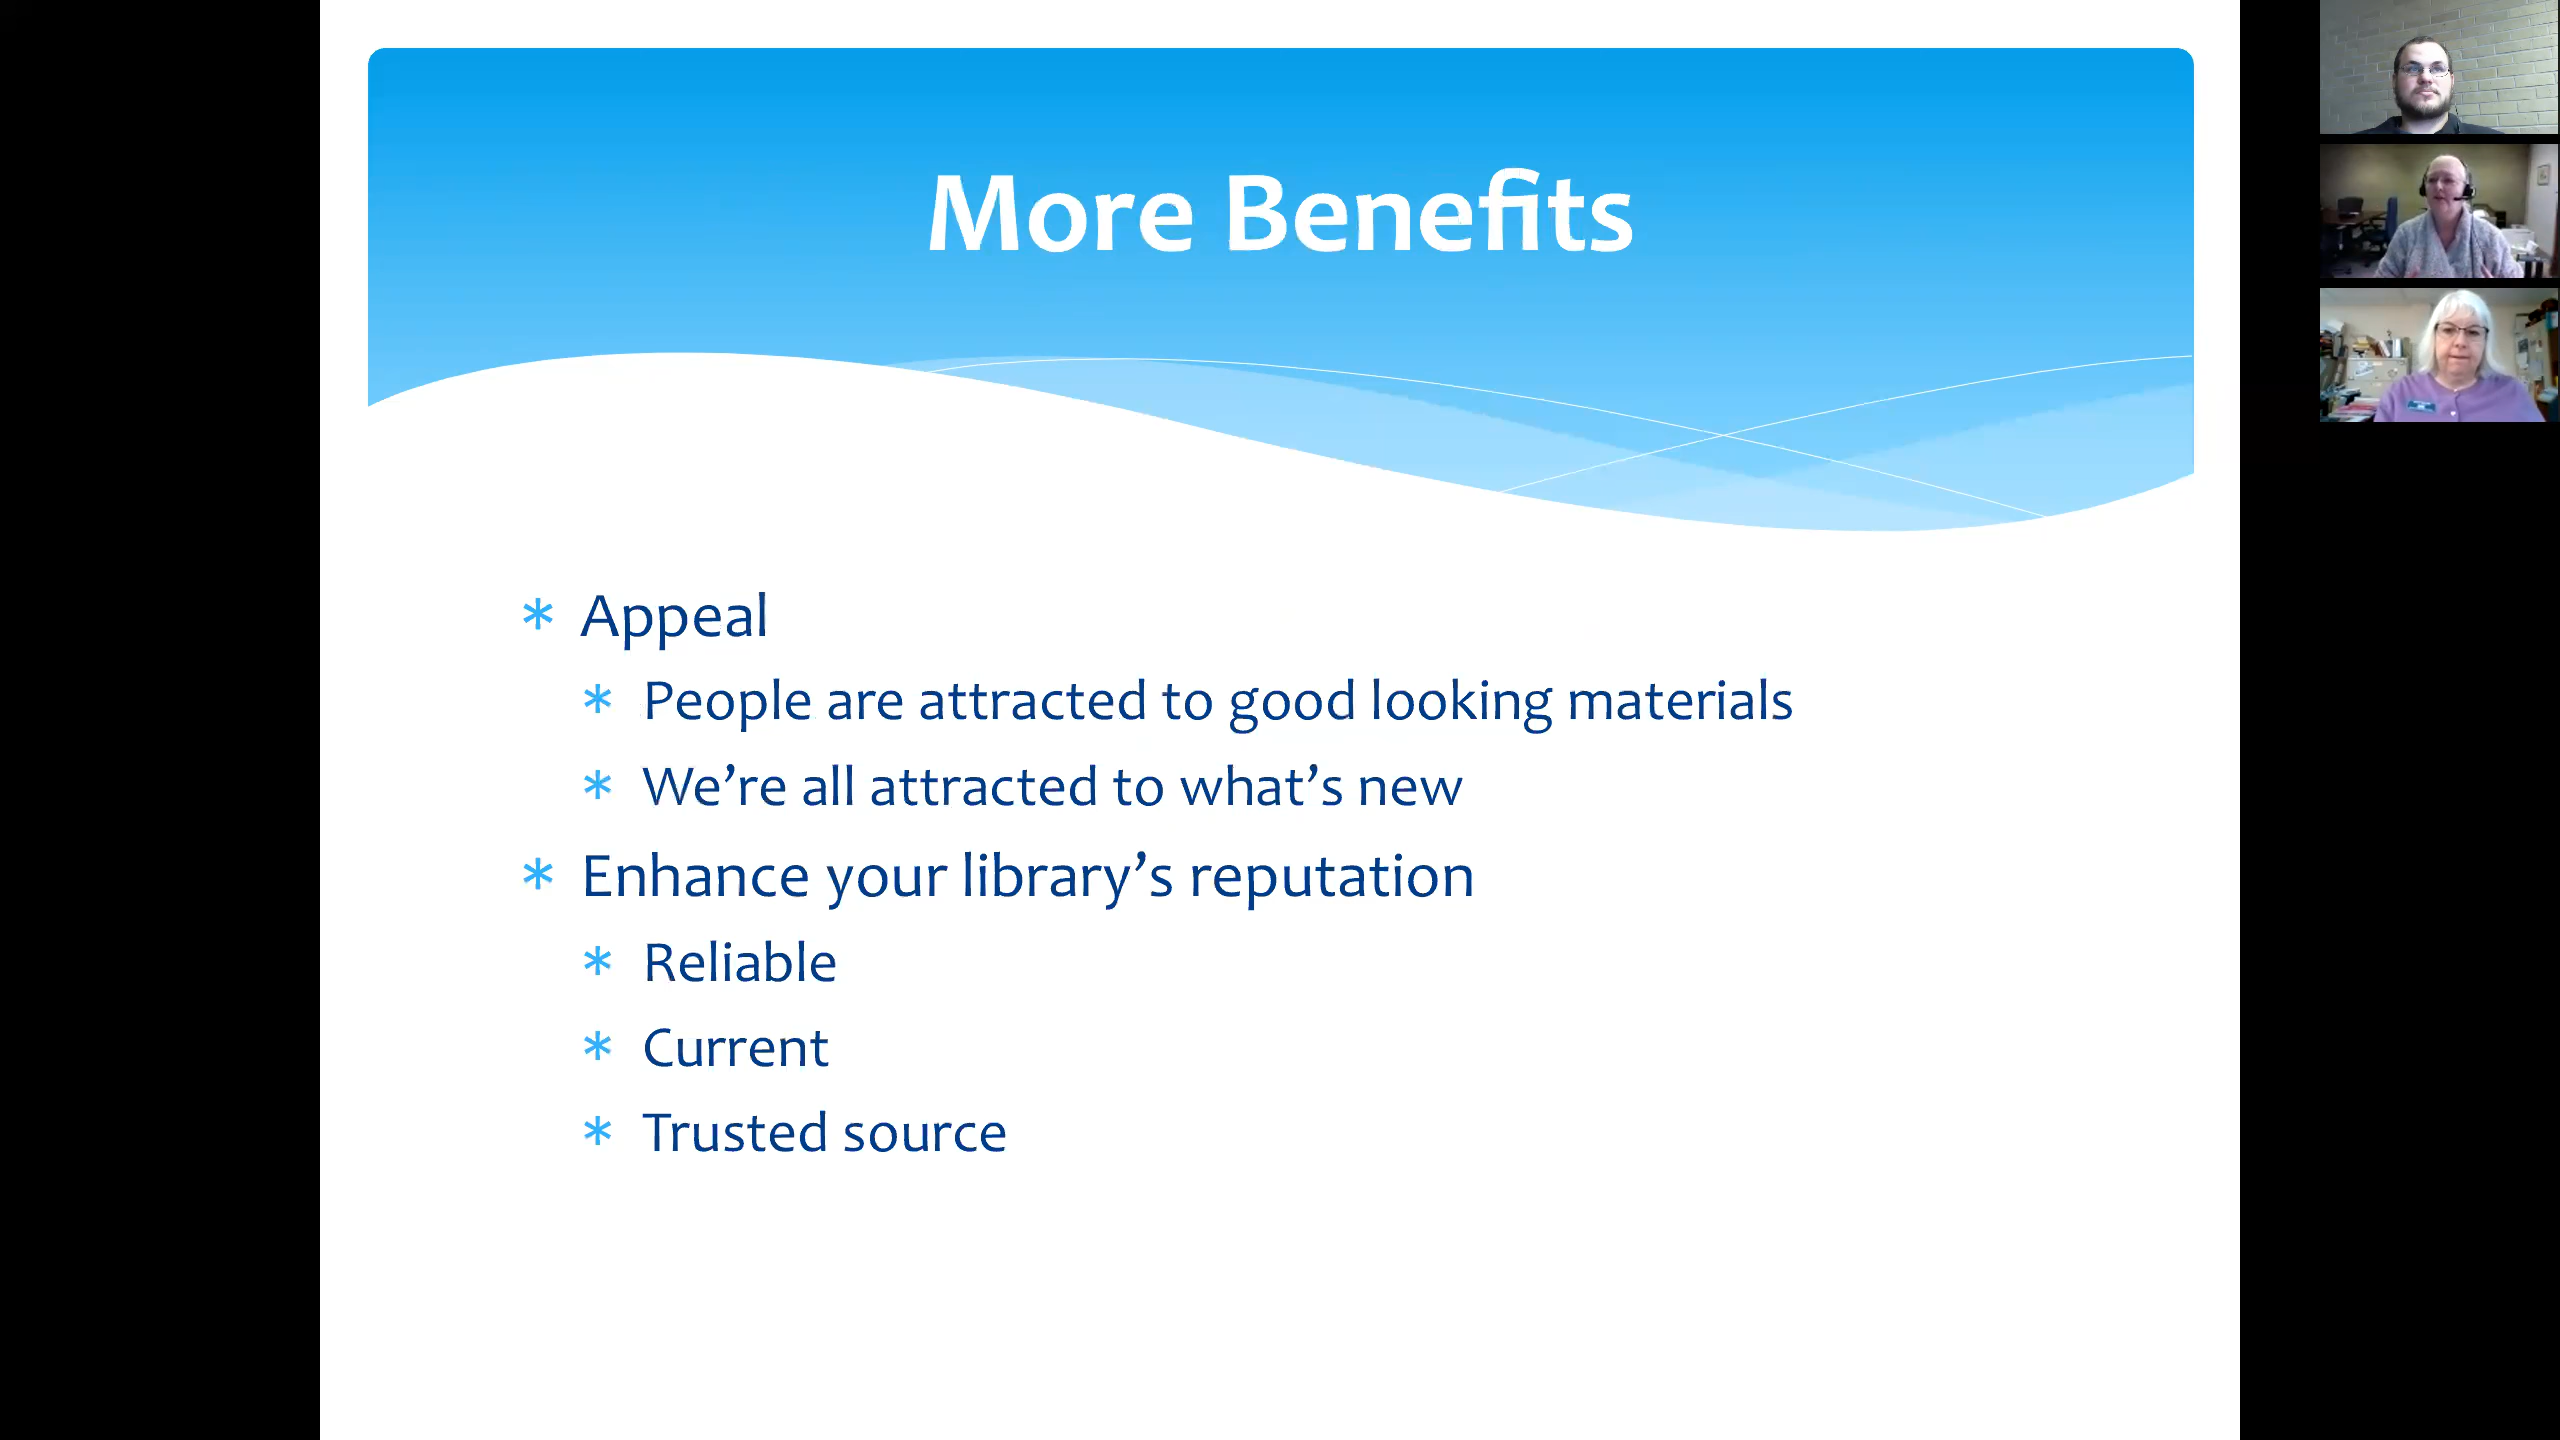 More Benefits
* Appeal
* People are attracted to good looking materials
* We’re all attracted to what’s new
* Enhance your library’s reputation
* Reliable
* Current
* Trusted source